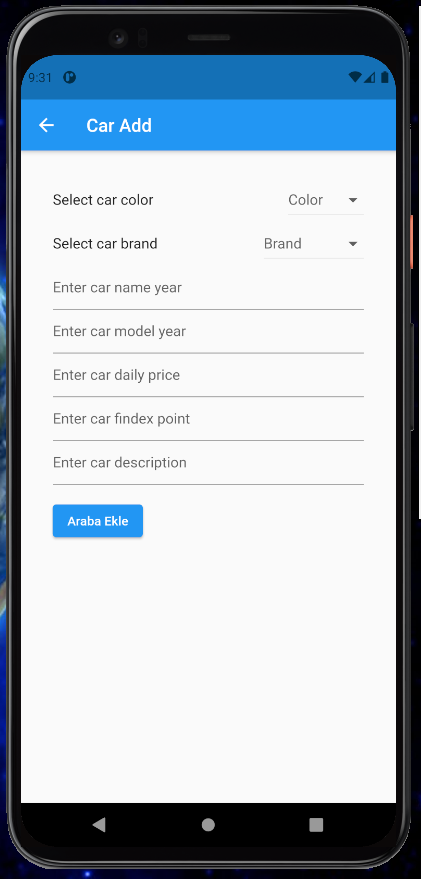 9:31
Car Add
Select car color Color
Select car brand Brand
Enter car name year
Enter car model year
Enter car daily price
Enter car findex point
Enter car description
Araba Ekle